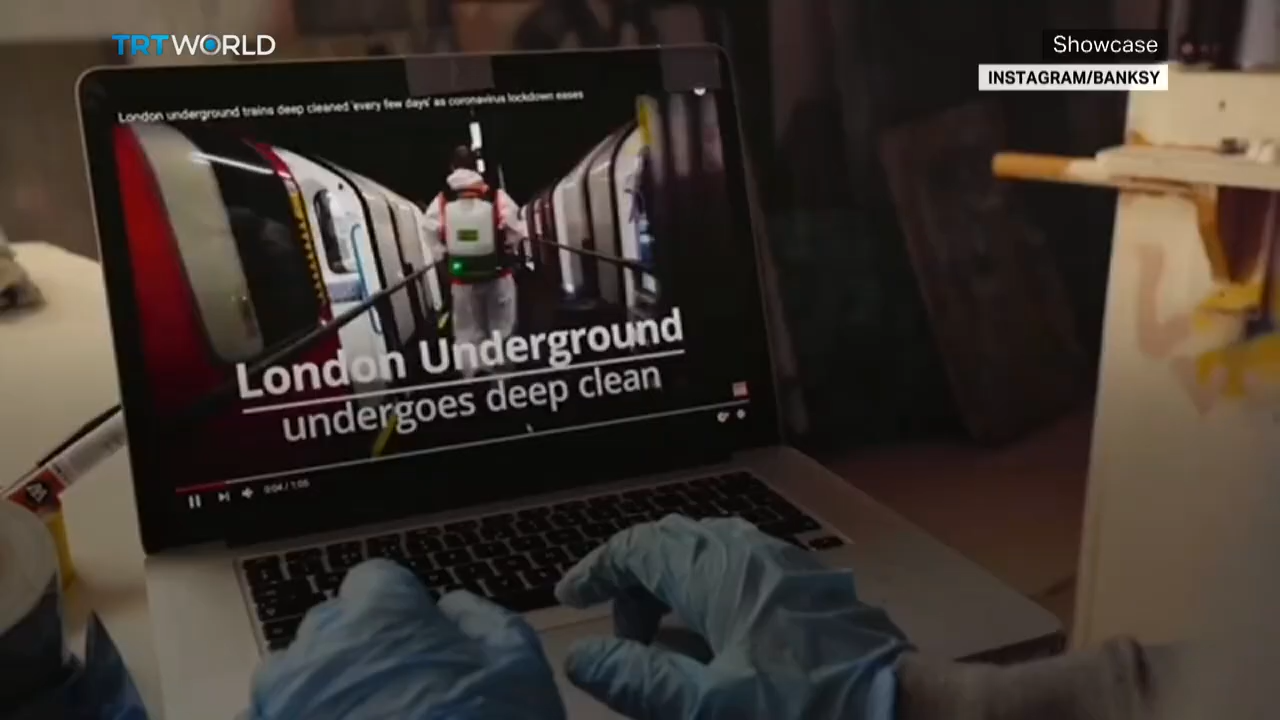 TRT WORLD
Showcase
INSTAGRAM/BANKSY
London underground trains deep cleaned 'every few days' as coronavirus lockdown eases
London Underground
undergoes deep clean
0:04 / 1:05